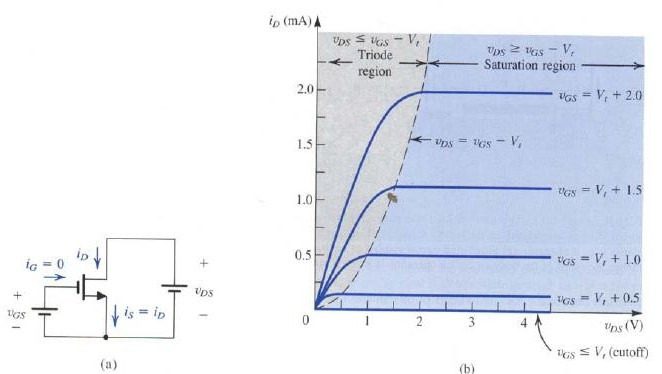 i_D (mA)
v_DS ≤ v_GS − V_t
Triode
region
v_DS ≥ v_GS − V_t
Saturation region
2.0
v_GS = V_t + 2.0
1.5
v_DS = v_GS − V_t
1.0
v_GS = V_t + 1.5
0.5
v_GS = V_t + 1.0
v_GS = V_t + 0.5
0
1
2
3
4
v_DS (V)
v_GS ≤ V_t (cutoff)
(b)
i_G = 0
i_D
+
v_DS
−
+
v_GS
−
i_S = i_D
(a)